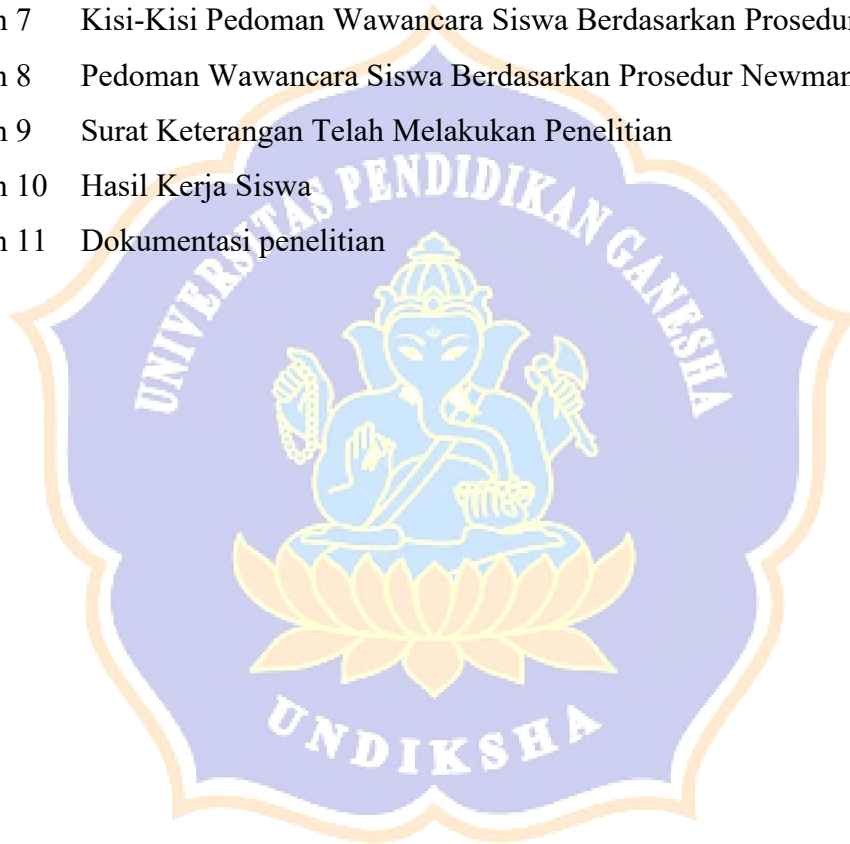 n 7 Kisi-Kisi Pedoman Wawancara Siswa Berdasarkan Prosedur
n 8 Pedoman Wawancara Siswa Berdasarkan Prosedur Newman
n 9 Surat Keterangan Telah Melakukan Penelitian
n 10 Hasil Kerja Siswa
n 11 Dokumentasi penelitian
UNIVERSITAS PENDIDIKAN GANESHA
UNDIKSHA